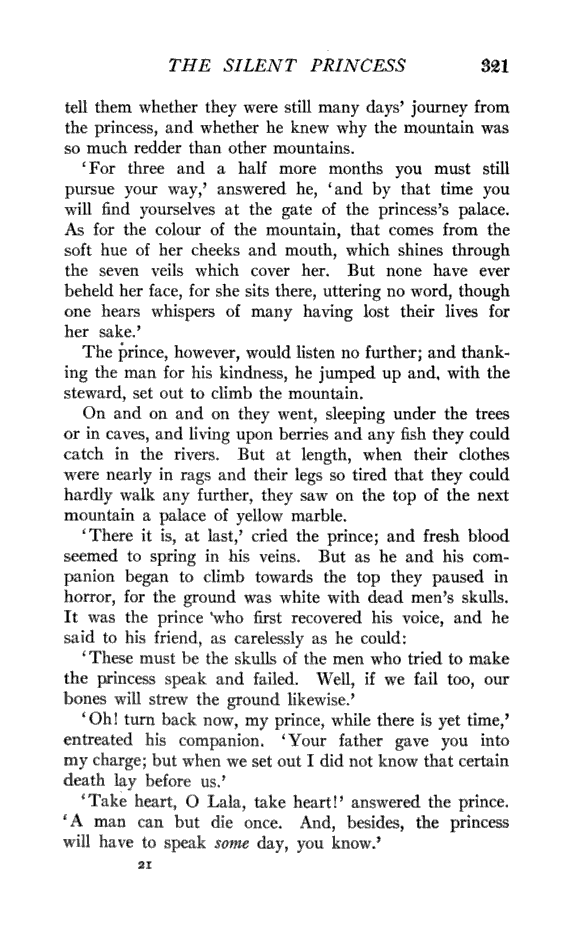 THE SILENT PRINCESS 321
tell them whether they were still many days' journey from
the princess, and whether he knew why the mountain was
so much redder than other mountains.
'For three and a half more months you must still
pursue your way,' answered he, 'and by that time you
will find yourselves at the gate of the princess's palace.
As for the colour of the mountain, that comes from the
soft hue of her cheeks and mouth, which shines through
the seven veils which cover her. But none have ever
beheld her face, for she sits there, uttering no word, though
one hears whispers of many having lost their lives for
her sake.'
The prince, however, would listen no further; and thank-
ing the man for his kindness, he jumped up and, with the
steward, set out to climb the mountain.
On and on and on they went, sleeping under the trees
or in caves, and living upon berries and any fish they could
catch in the rivers. But at length, when their clothes
were nearly in rags and their legs so tired that they could
hardly walk any further, they saw on the top of the next
mountain a palace of yellow marble.
'There it is, at last,' cried the prince; and fresh blood
seemed to spring in his veins. But as he and his com-
panion began to climb towards the top they paused in
horror, for the ground was white with dead men's skulls.
It was the prince who first recovered his voice, and he
said to his friend, as carelessly as he could:
'These must be the skulls of the men who tried to make
the princess speak and failed. Well, if we fail too, our
bones will strew the ground likewise.'
'Oh! turn back now, my prince, while there is yet time,'
entreated his companion. 'Your father gave you into
my charge; but when we set out I did not know that certain
death lay before us.'
'Take heart, O Lala, take heart!' answered the prince.
'A man can but die once. And, besides, the princess
will have to speak some day, you know.'
21